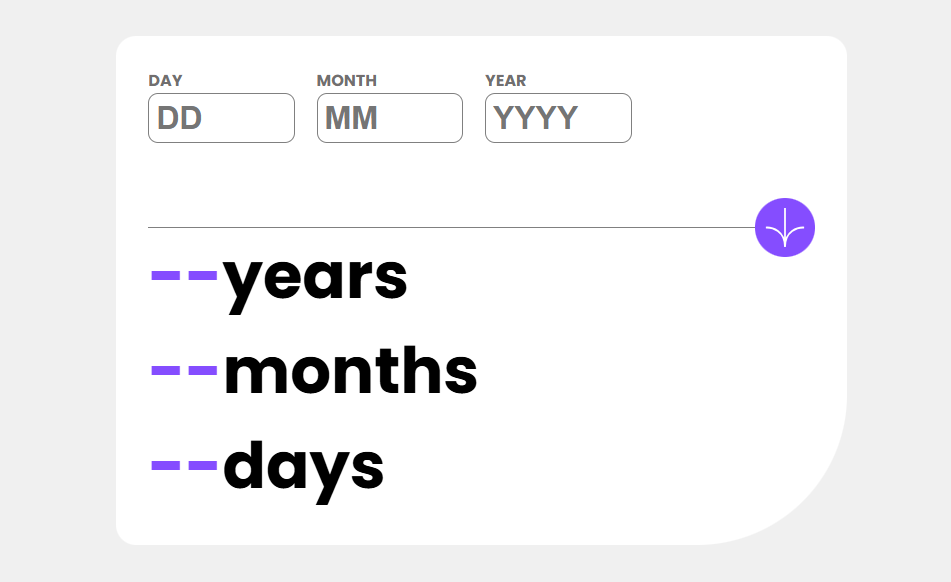 DAY MONTH YEAR
DD MM YYYY
--years
--months
--days